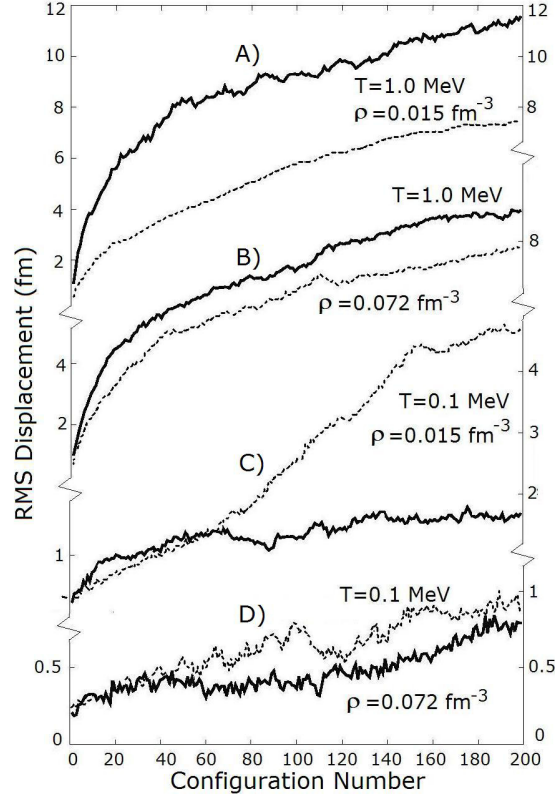 12
10
8
6
4
2
4
2
1
0.5
0
12
10
8
8
4
3
2
1
0.5
0
A)
T=1.0 MeV
ρ=0.015 fm⁻³
T=1.0 MeV
B)
ρ=0.072 fm⁻³
T=0.1 MeV
ρ=0.015 fm⁻³
C)
T=0.1 MeV
D)
ρ=0.072 fm⁻³
RMS Displacement (fm)
0 20 40 60 80 100 120 140 160 180 200
Configuration Number